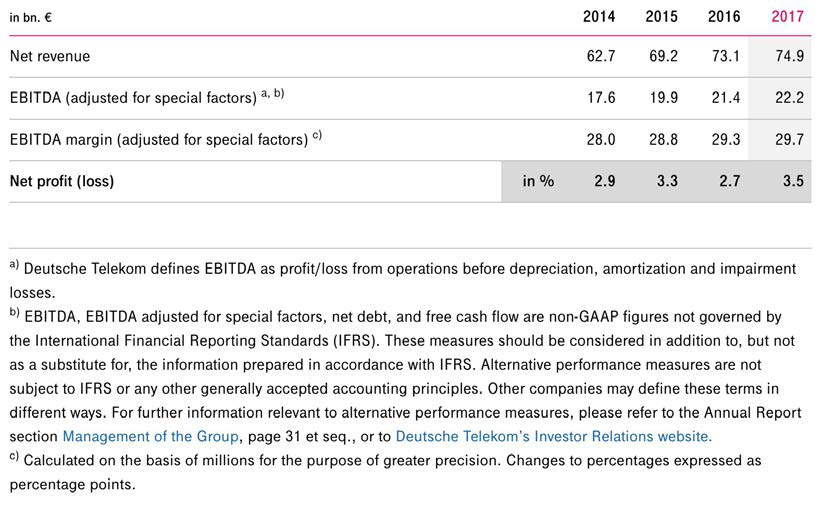 in bn. € 2014 2015 2016 2017
Net revenue 62.7 69.2 73.1 74.9
EBITDA (adjusted for special factors) a, b) 17.6 19.9 21.4 22.2
EBITDA margin (adjusted for special factors) c) 28.0 28.8 29.3 29.7
Net profit (loss) in % 2.9 3.3 2.7 3.5
a) Deutsche Telekom defines EBITDA as profit/loss from operations before depreciation, amortization and impairment
losses.
b) EBITDA, EBITDA adjusted for special factors, net debt, and free cash flow are non-GAAP figures not governed by
the International Financial Reporting Standards (IFRS). These measures should be considered in addition to, but not
as a substitute for, the information prepared in accordance with IFRS. Alternative performance measures are not
subject to IFRS or any other generally accepted accounting principles. Other companies may define these terms in
different ways. For further information relevant to alternative performance measures, please refer to the Annual Report
section Management of the Group, page 31 et seq., or to Deutsche Telekom's Investor Relations website.
c) Calculated on the basis of millions for the purpose of greater precision. Changes to percentages expressed as
percentage points.